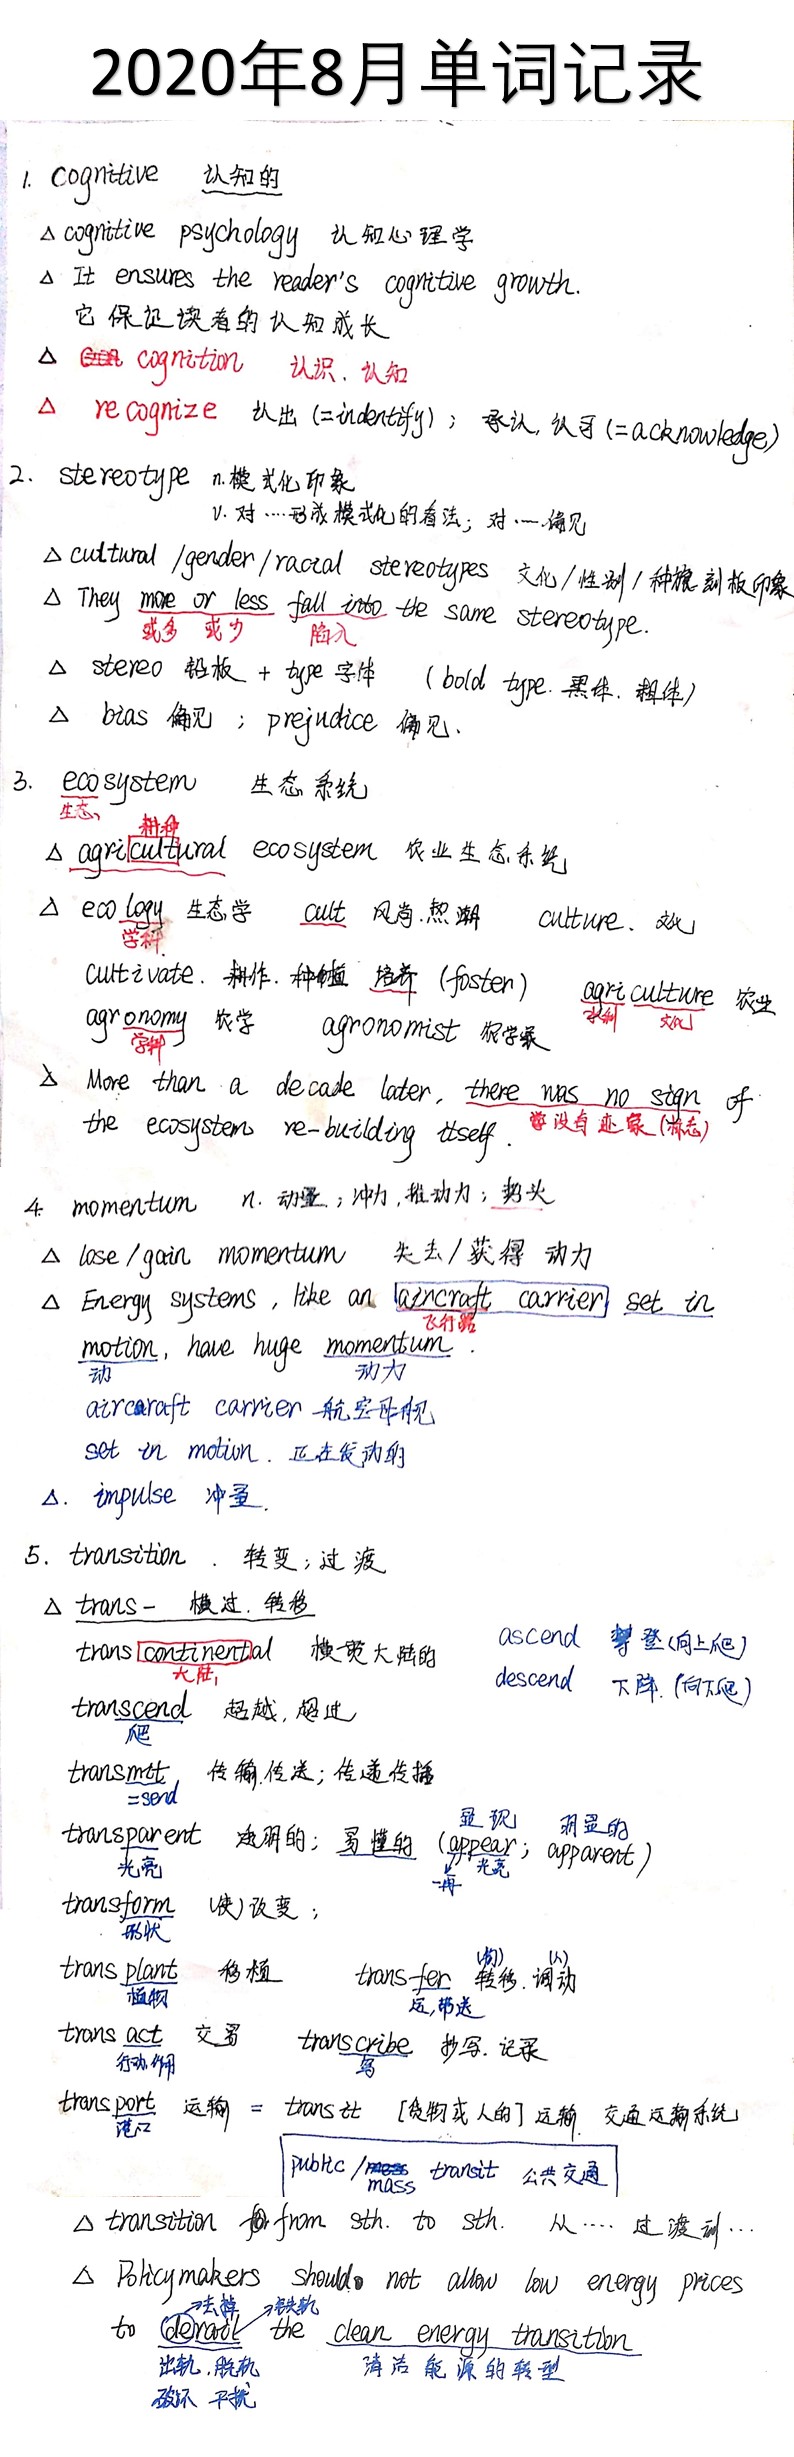 2020年8月单词记录
1. cognitive 认知的
△ cognitive psychology 认知心理学
△ It ensures the reader's cognitive growth.
它保证读者的认知成长
△ cognition 认识、认知
△ recognize 认出 (=indentify) ; 承认, 认可 (=acknowledge)
2. stereotype n.模式化印象
v. 对……形成模式化的看法; 对……偏见
△ cultural /gender/racial stereotypes 文化/性别/种族刻板印象
△ They more or less fall into the same stereotype.
或多 或少 陷入
△ stereo 铅板 + type 字体 (bold type. 黑体. 粗体)
△ bias 偏见 ; prejudice 偏见.
3. ecosystem 生态系统
生态
耕种
△ agricultural ecosystem 农业生态系统
△ ecology 生态学 cult 风尚.热潮 culture. 文化
学科
cultivate. 耕作. 种植 培养 (foster) agriculture 农业
农利 文化
agronomy 农学 agronomist 农学家
学科
△ More than a decade later, there was no sign of
没有迹象(标志)
the ecosystem re-building itself.
4. momentum n. 动量; 冲力, 推动力; 势头
△ lose/gain momentum 失去/获得 动力
△ Energy systems, like an aircraft carrier set in
飞行器
motion, have huge momentum.
动 动力
aircaraft carrier 航空母舰
set in motion. 正在发动的
△. impulse 冲量.
5. transition . 转变; 过渡
△ trans- 横过. 转移
transcontinental 横贯大陆的 ascend 攀登(向上爬)
大陆 descend 下降.(向下爬)
transcend 超越, 超过
爬
transmit 传输.传送; 传递传播
=send
显现 明显的
transparent 透明的; 易懂的 (appear; apparent)
光亮 一再 光亮
transform (使)改变;
形状
(物) (人)
transplant 移植 transfer 转移. 调动
植物 运,带送
transact 交易 transcribe 抄写.记录
行动作用 写
transport 运输 = transit [货物或人的]运输 交通运输系统
港口
public/mass transit 公共交通
△ transition from sth. to sth. 从…… 过渡到…
△ Policymakers should not allow low energy prices
去掉 铁轨
to derail the clean energy transition
出轨. 脱轨 清洁能源的转型
破坏 干扰